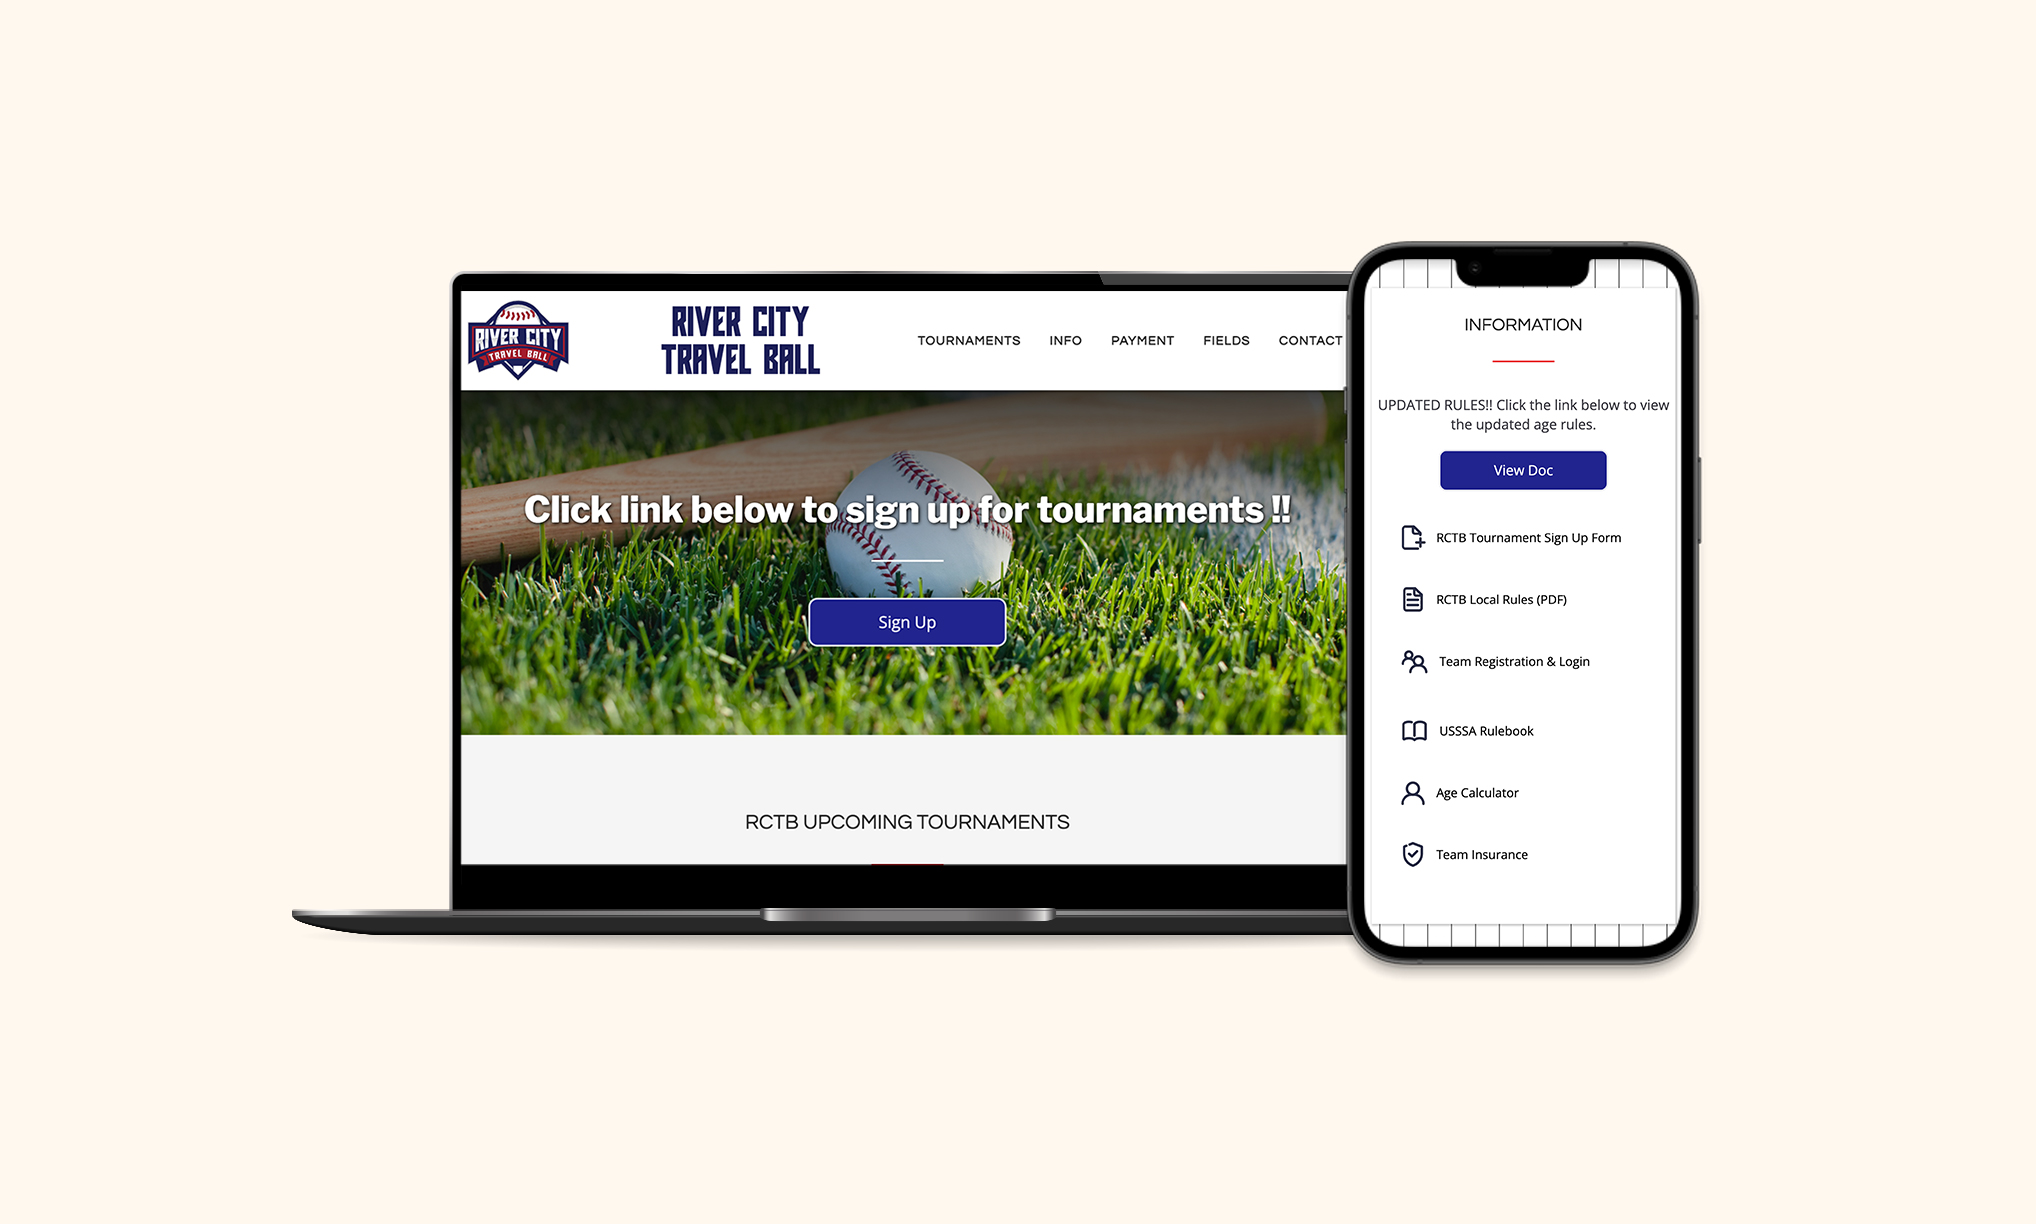 RIVER CITY
TRAVEL BALL
RIVER CITY
TRAVEL BALL
TOURNAMENTS
INFO
PAYMENT
FIELDS
CONTACT
Click link below to sign up for tournaments !!
Sign Up
RCTB UPCOMING TOURNAMENTS
INFORMATION
UPDATED RULES!! Click the link below to view
the updated age rules.
View Doc
RCTB Tournament Sign Up Form
RCTB Local Rules (PDF)
Team Registration & Login
USSSA Rulebook
Age Calculator
Team Insurance